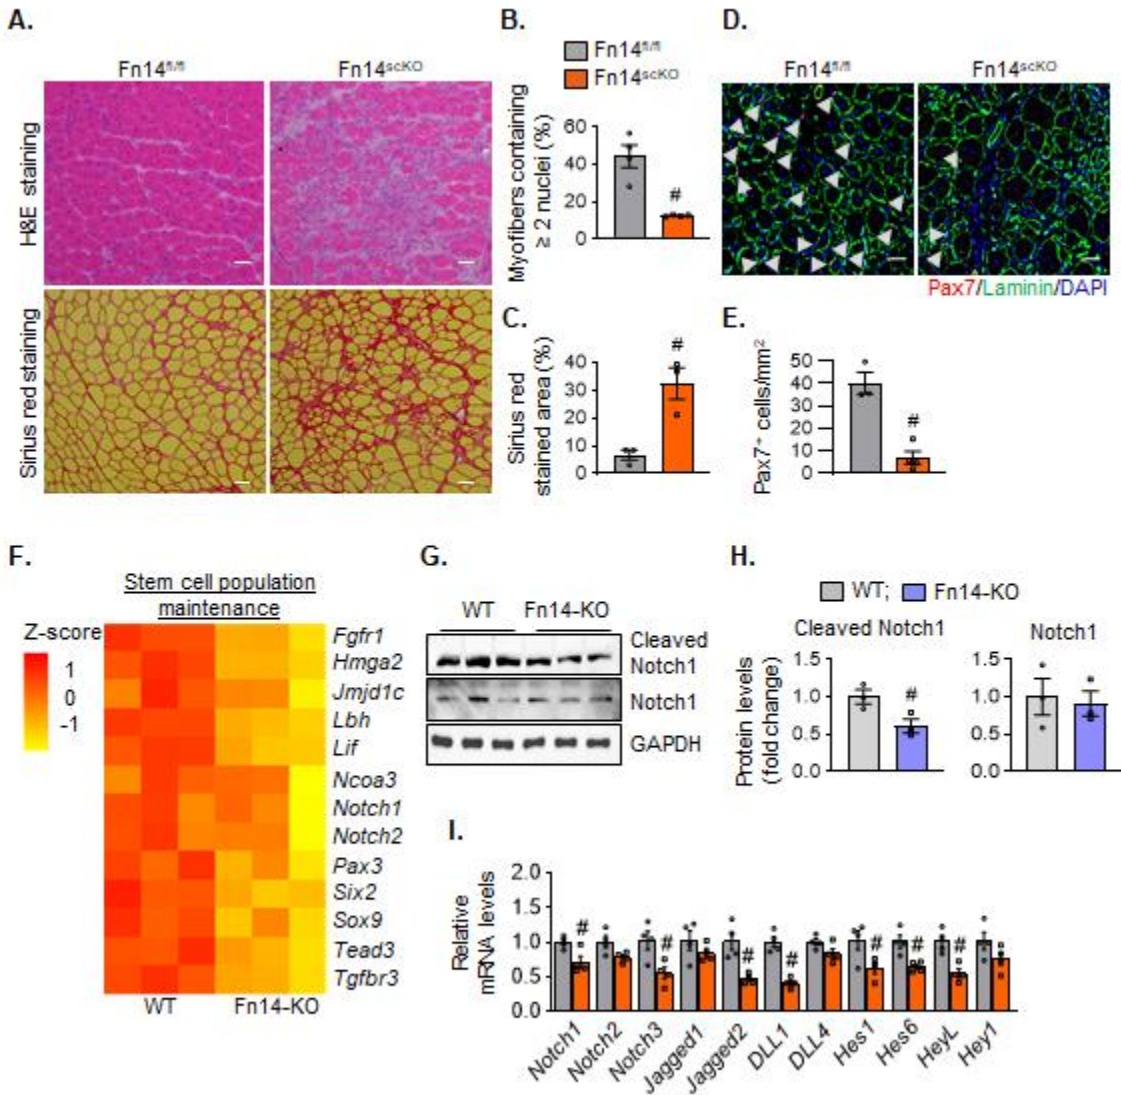 A.
Fn14fl/fl
Fn14scKO
H&E staining
Sirius red staining
B.
Fn14fl/fl
Fn14scKO
Myofibers containing
≥ 2 nuclei (%)
60
40
20
0
#
C.
Sirius red
stained area (%)
40
30
20
10
0
#
D.
Fn14fl/fl
Fn14scKO
Pax7/Laminin/DAPI
E.
Pax7+ cells/mm2
50
40
30
20
10
0
#
F.
Stem cell population
maintenance
Z-score
1
0
-1
Fgfr1
Hmga2
Jmjd1c
Lbh
Lif
Ncoa3
Notch1
Notch2
Pax3
Six2
Sox9
Tead3
Tgfbr3
WT
Fn14-KO
G.
WT
Fn14-KO
Cleaved
Notch1
Notch1
GAPDH
H.
WT;
Fn14-KO
Cleaved Notch1
Protein levels
(fold change)
1.5
1.0
0.5
0.0
#
Notch1
1.5
1.0
0.5
0.0
I.
Relative
mRNA levels
2.0
1.5
1.0
0.5
0.0
# # # # # # #
Notch1
Notch2
Notch3
Jagged1
Jagged2
DLL1
DLL4
Hes1
Hes6
HeyL
Hey1